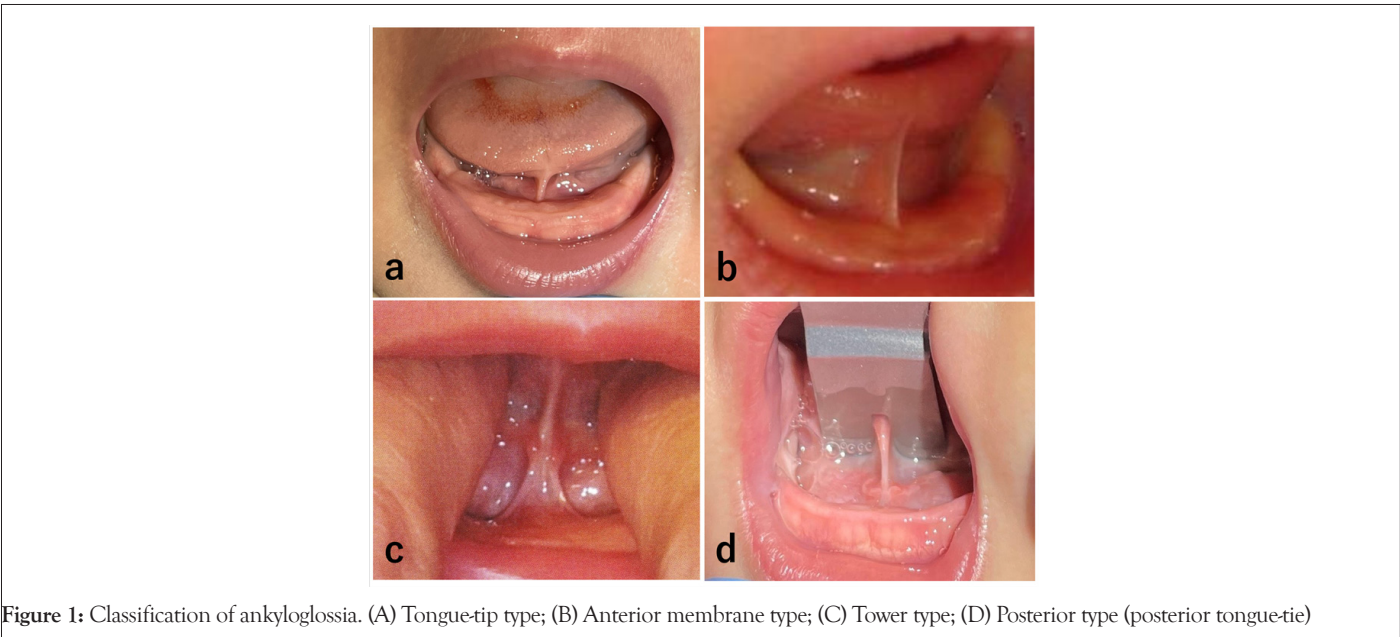 a
b
c
d
Figure 1: Classification of ankyloglossia. (A) Tongue-tip type; (B) Anterior membrane type; (C) Tower type; (D) Posterior type (posterior tongue-tie)